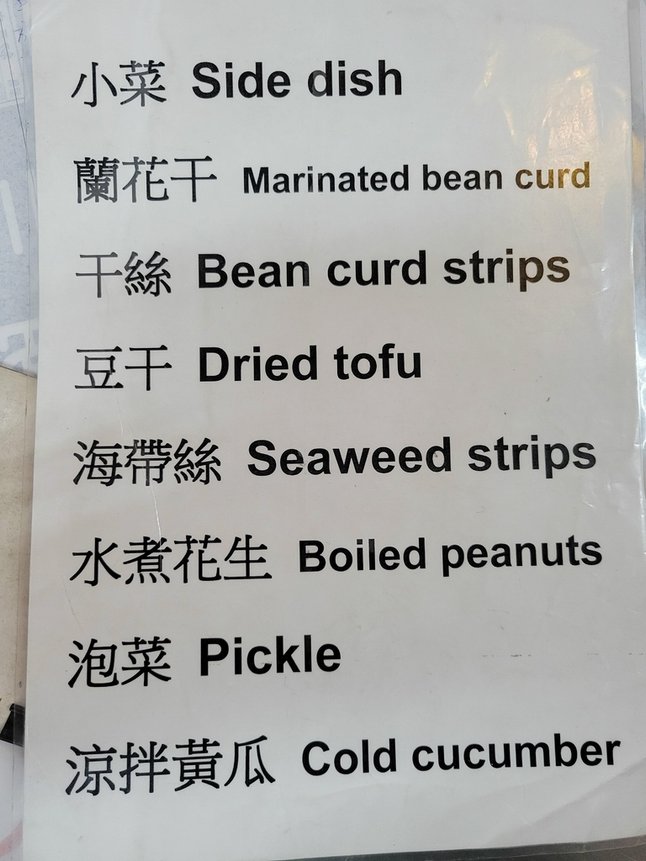 小菜 Side dish
蘭花干 Marinated bean curd
干絲 Bean curd strips
豆干 Dried tofu
海帶絲 Seaweed strips
水煮花生 Boiled peanuts
泡菜 Pickle
涼拌黃瓜 Cold cucumber